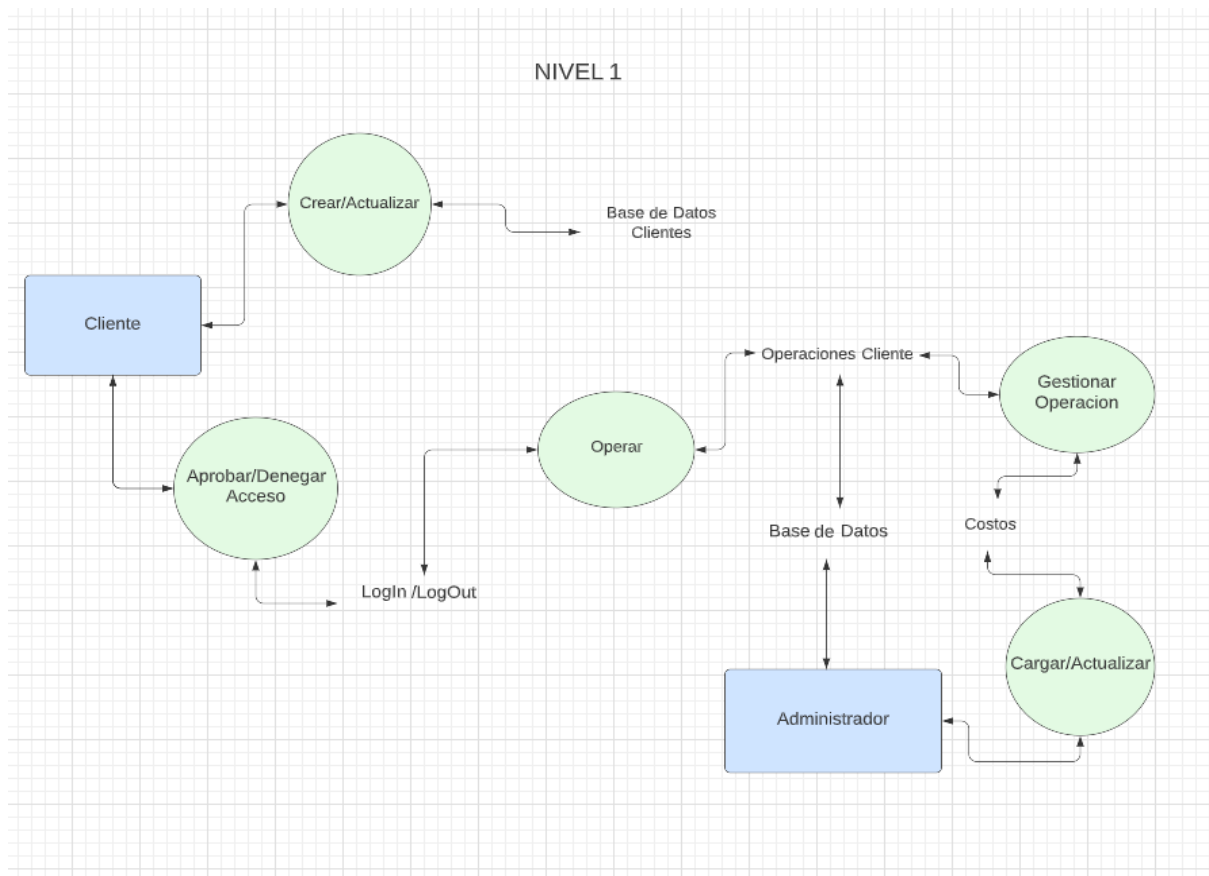 NIVEL 1
Crear/Actualizar
Base de Datos
Clientes
Cliente
Operaciones Cliente
Gestionar
Operacion
Operar
Aprobar/Denegar
Acceso
Base de Datos
Costos
LogIn /LogOut
Cargar/Actualizar
Administrador